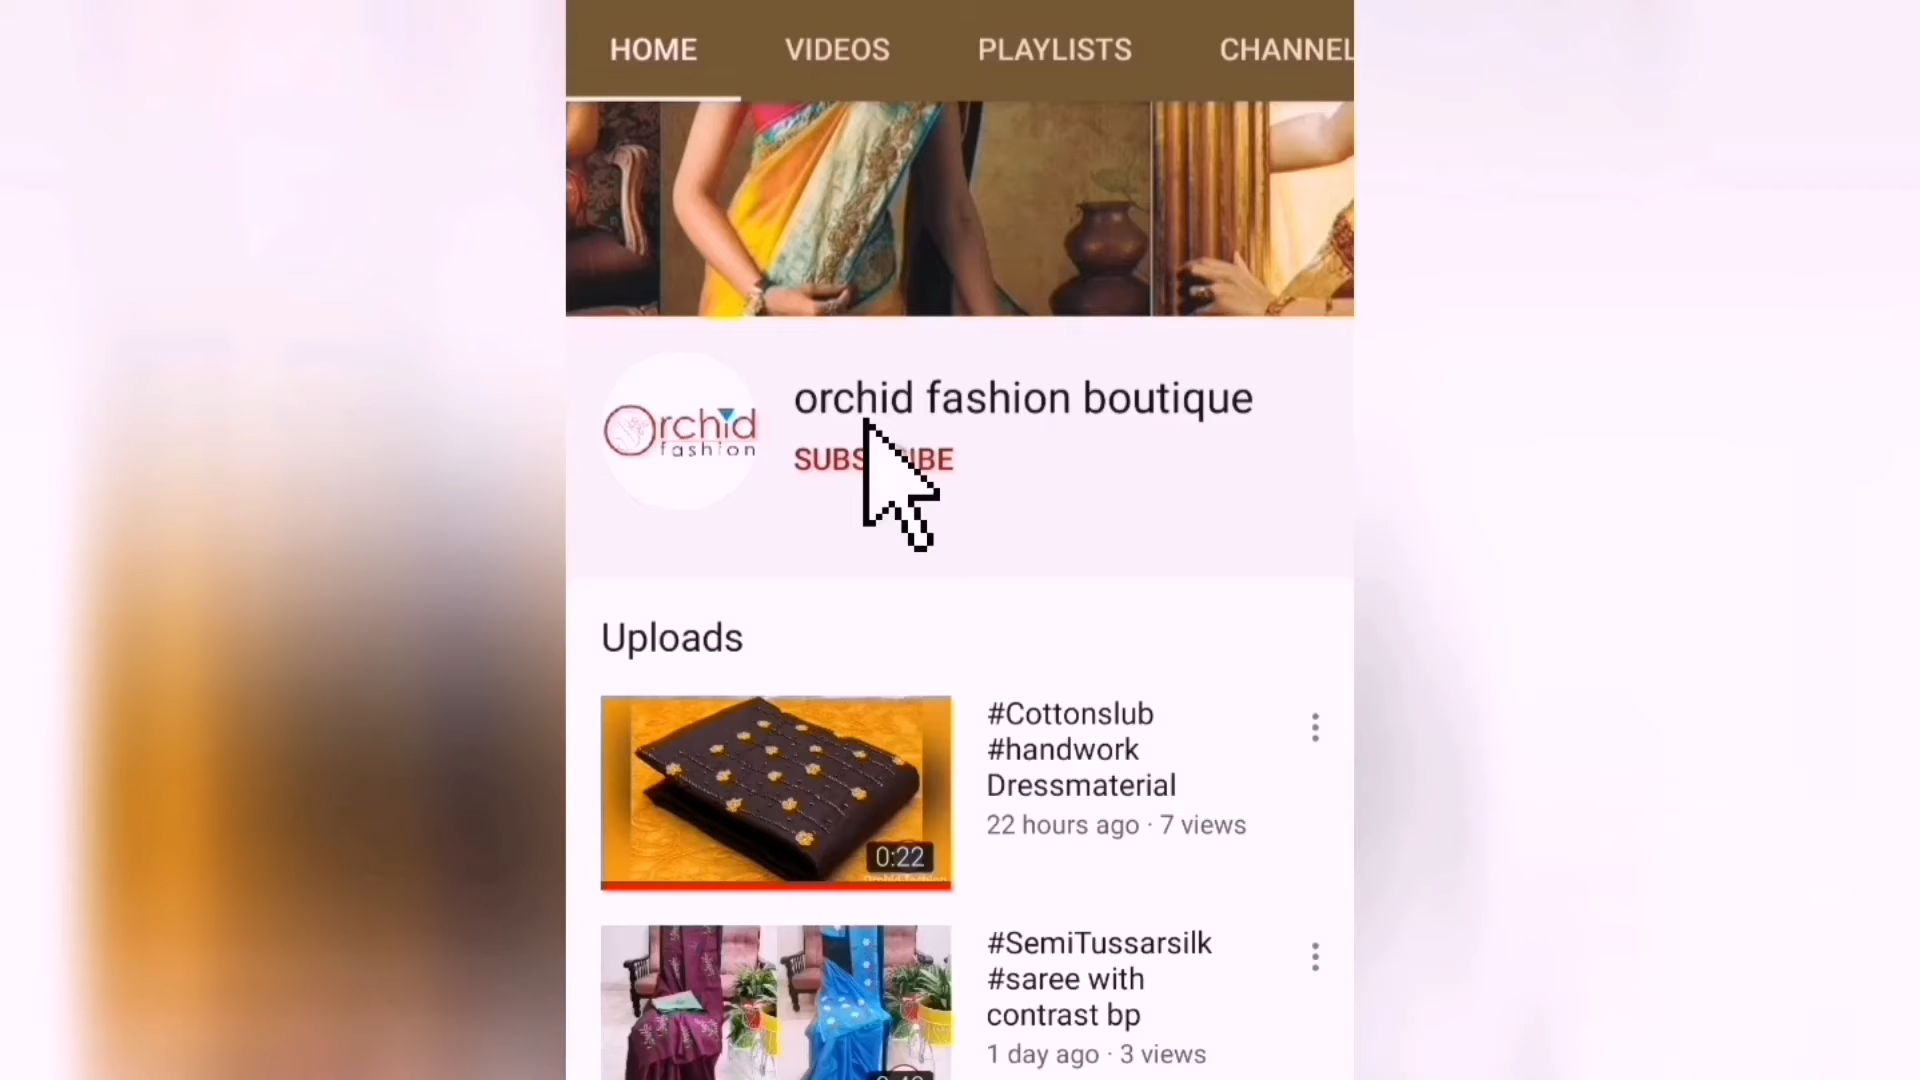 HOME VIDEOS PLAYLISTS CHANNEL
orchid fashion boutique
Orchid
fashion
SUBSCRIBE
Uploads
#Cottonslub
#handwork
Dressmaterial
22 hours ago · 7 views
0:22
#SemiTussarsilk
#saree with
contrast bp
1 day ago · 3 views